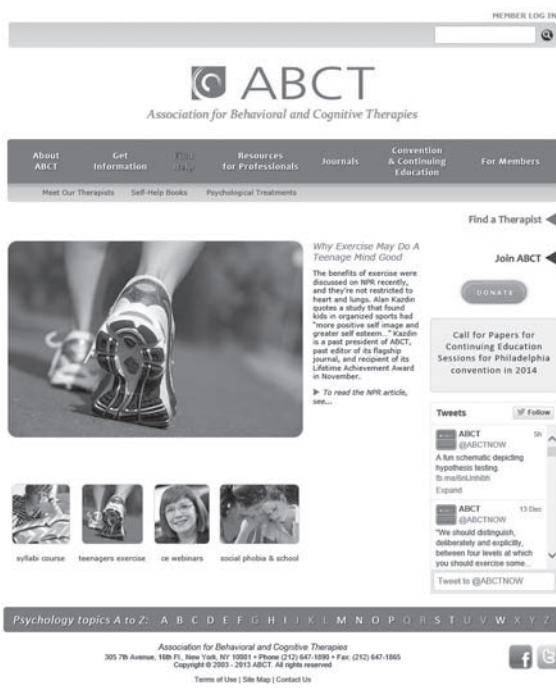 MEMBER LOG IN
ABCT
Association for Behavioral and Cognitive Therapies
About
ABCT
Get
Information
Find
Help
Resources
for Professionals
Journals
Convention
& Continuing
Education
For Members
Meet Our Therapists Self-Help Books Psychological Treatments
Find a Therapist
Why Exercise May Do A
Teenage Mind Good
The benefits of exercise were
discussed on NPR recently,
and they're not restricted to
heart and lungs. Alan Kazdin
quotes a study that found
kids in organized sports had
"more positive self image and
greater self esteem..." Kazdin
is a past president of ABCT,
past editor of its flagship
journal, and recipient of its
Lifetime Achievement Award
in November.
To read the NPR article,
see...
Join ABCT
DONATE
Call for Papers for
Continuing Education
Sessions for Philadelphia
convention in 2014
Tweets Follow
ABCT 5h
@ABCTNOW
A fun schematic depicting
hypothesis testing.
Expand
ABCT 13 Dec
@ABCTNOW
"We should distinguish,
deliberately and explicitly,
between four levels at which
you should exercise some...
Tweet to @ABCTNOW
syllabi course teenagers exercise ce webinars social phobia & school
Psychology topics A to Z: A B C D E F G H I J K L M N O P Q R S T U V W X Y Z
Association for Behavioral and Cognitive Therapies
305 7th Avenue, 16th Fl., New York, NY 10001 • Phone (212) 647-1890 • Fax: (212) 647-1865
Copyright © 2003 - 2013 ABCT. All rights reserved
Terms of Use | Site Map | Contact Us